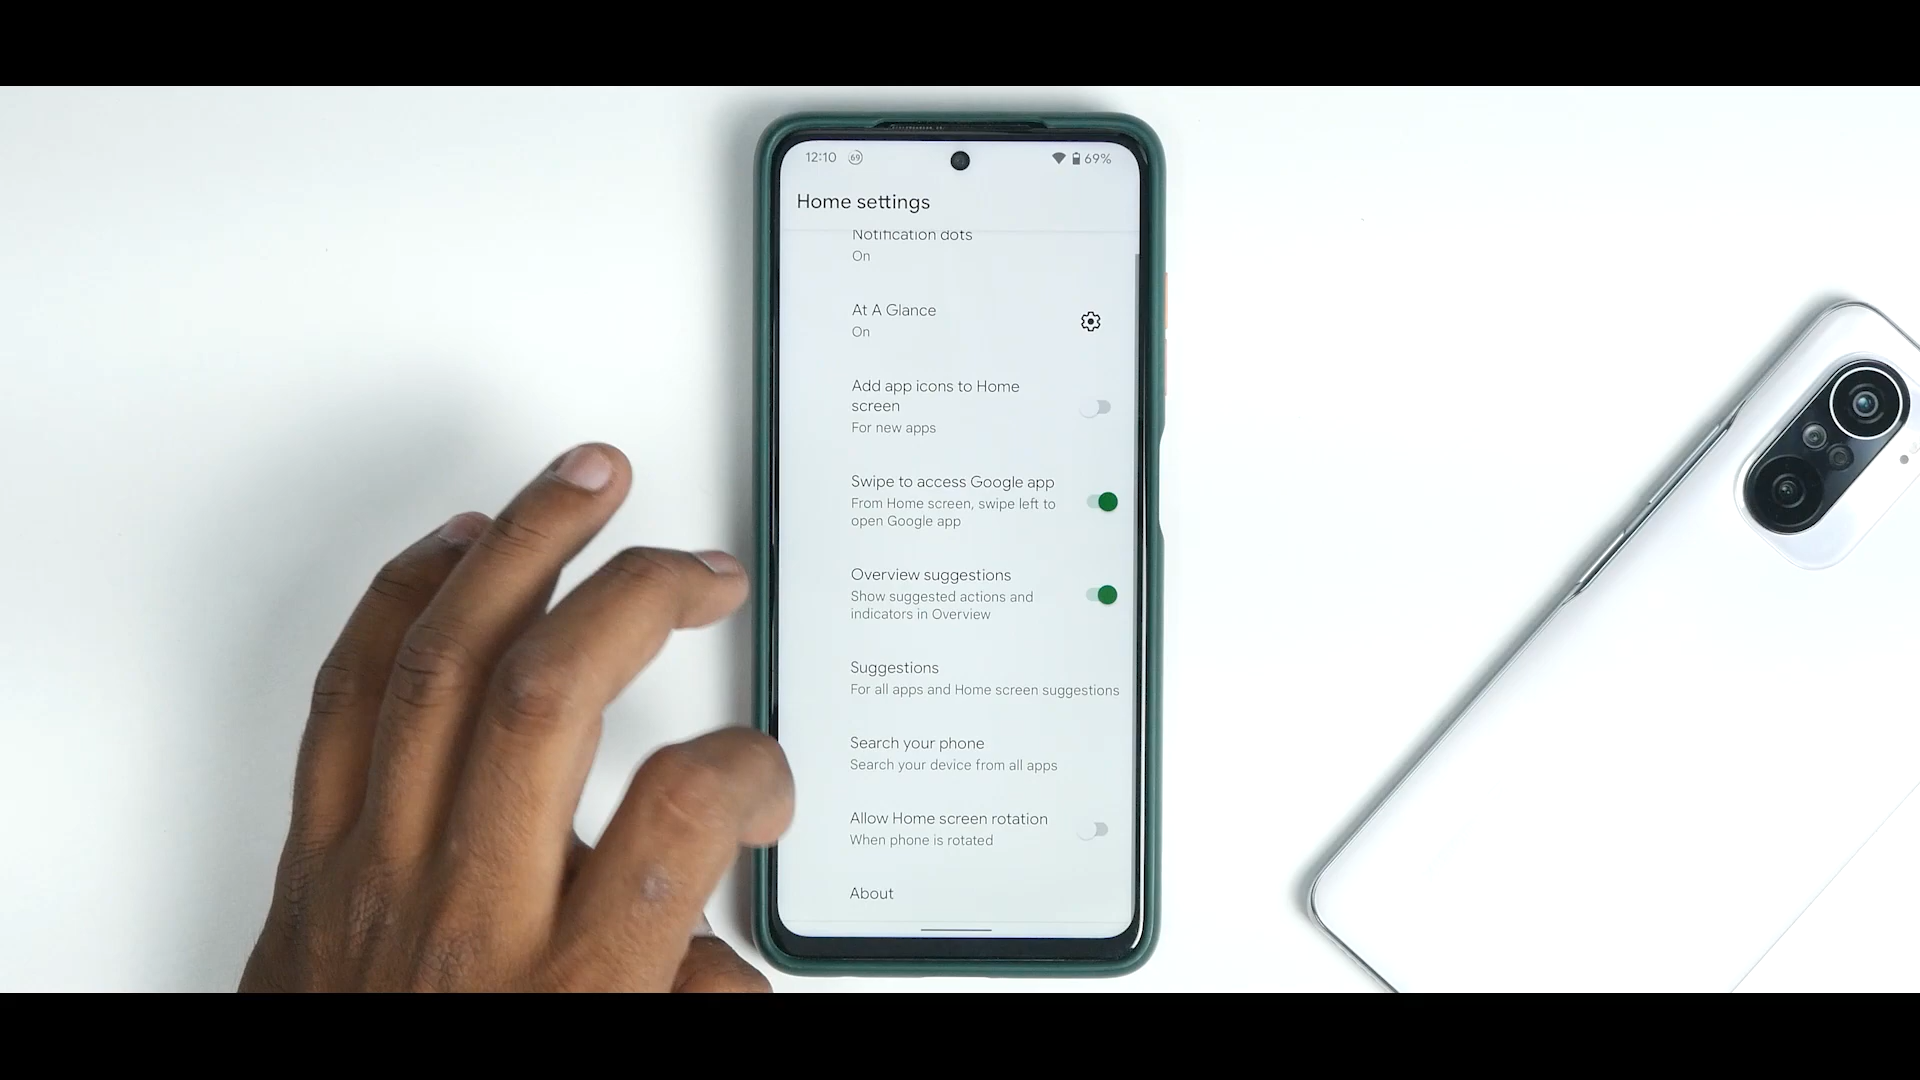 12:10 69 69%
Home settings
Notification dots
On
At A Glance
On
Add app icons to Home
screen
For new apps
Swipe to access Google app
From Home screen, swipe left to
open Google app
Overview suggestions
Show suggested actions and
indicators in Overview
Suggestions
For all apps and Home screen suggestions
Search your phone
Search your device from all apps
Allow Home screen rotation
When phone is rotated
About